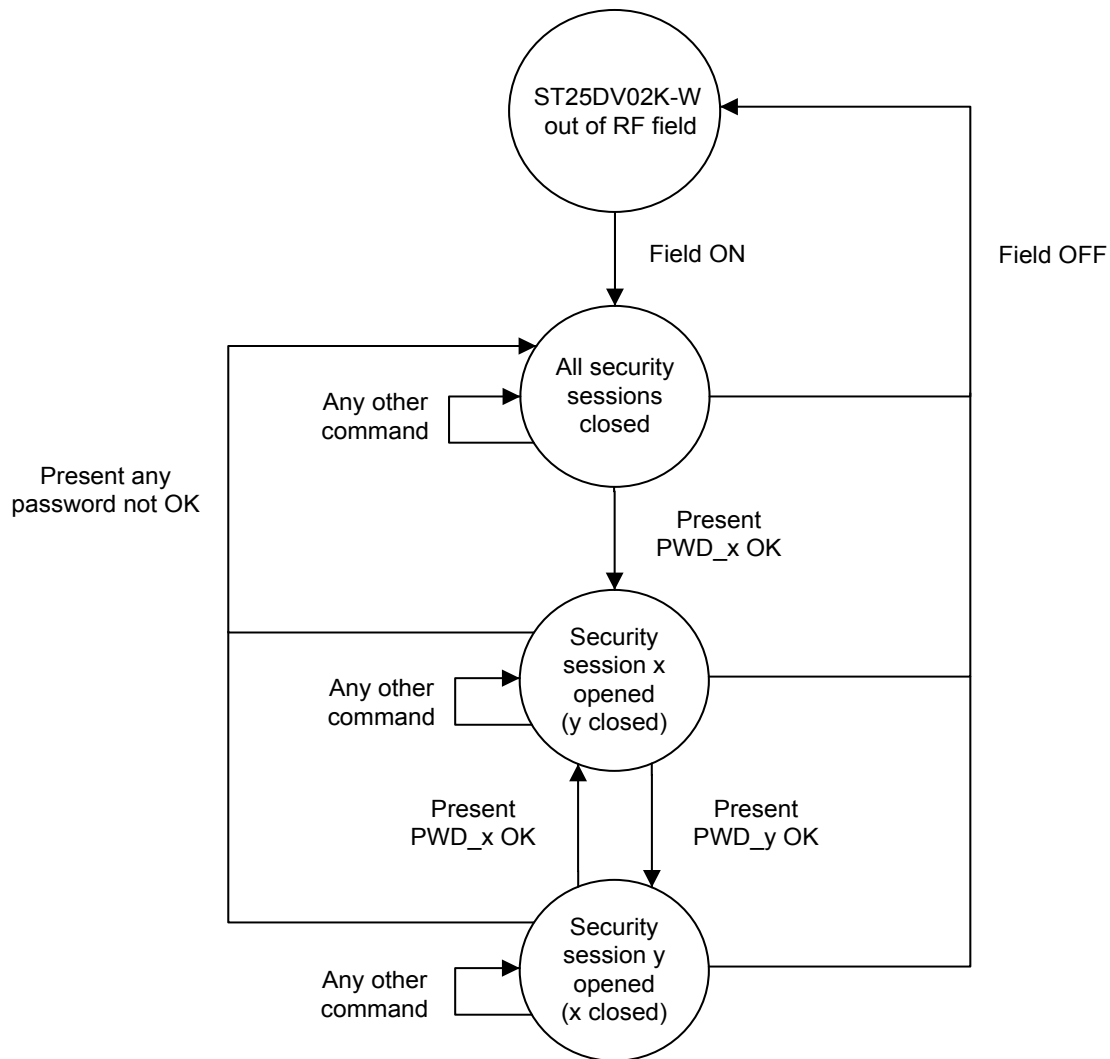 ST25DV02K-W
out of RF field
Field ON
Field OFF
All security
sessions
closed
Any other
command
Present any
password not OK
Present
PWD_x OK
Security
session x
opened
(y closed)
Any other
command
Present
PWD_x OK
Present
PWD_y OK
Security
session y
opened
(x closed)
Any other
command